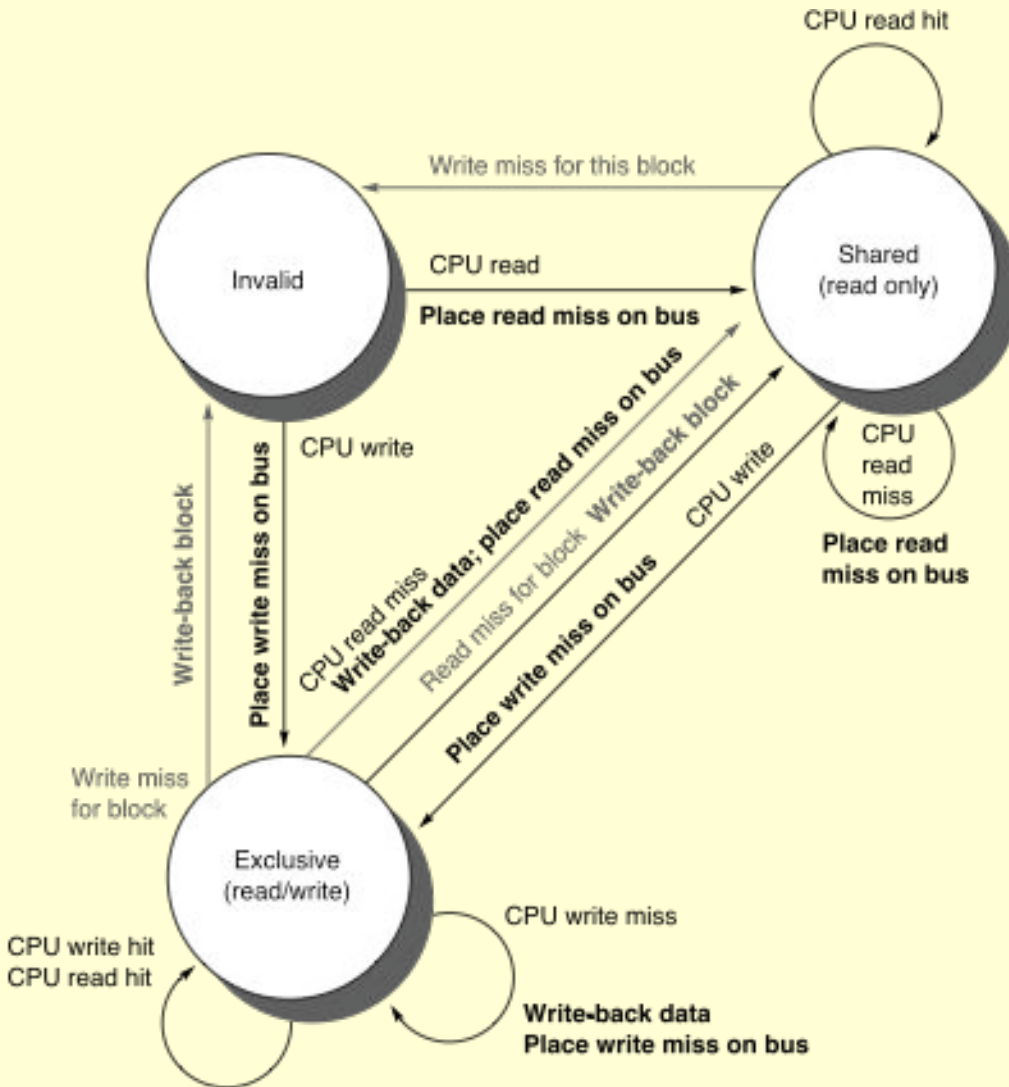 CPU read hit
Write miss for this block
Invalid
CPU read
Place read miss on bus
Shared
(read only)
CPU write
Place write miss on bus
Write-back block
CPU read miss
Write-back data; place read miss on bus
Read miss for block Write-back block
CPU write
Place write miss on bus
CPU
read
miss
Place read
miss on bus
Write miss
for block
Exclusive
(read/write)
CPU write miss
CPU write hit
CPU read hit
Write-back data
Place write miss on bus